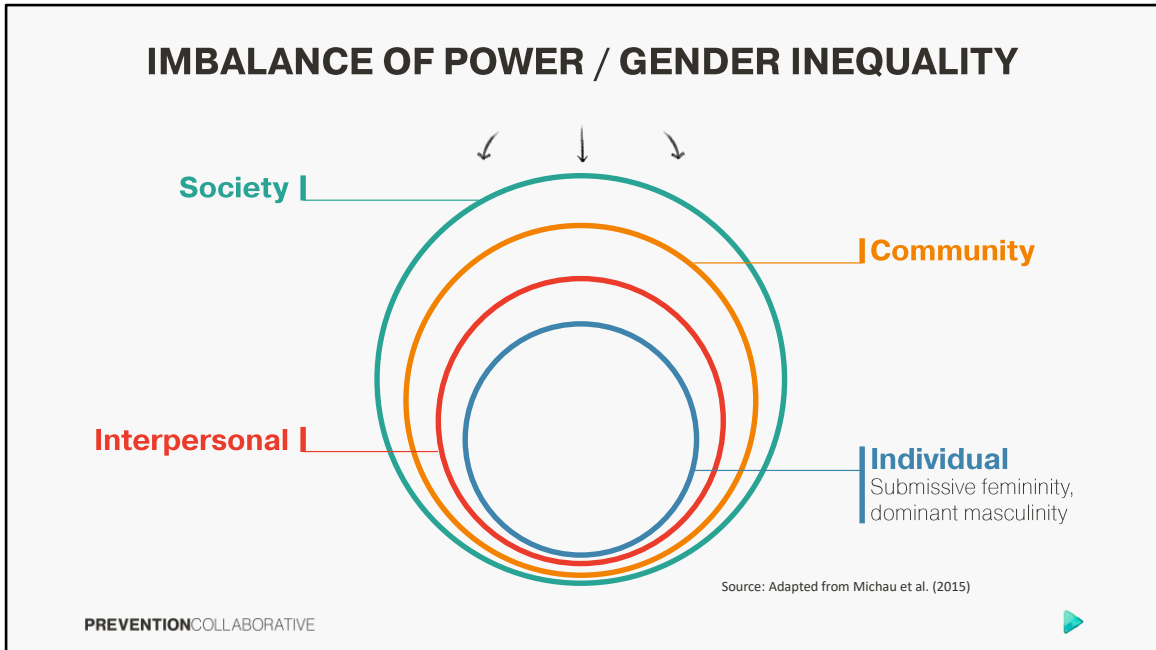 IMBALANCE OF POWER / GENDER INEQUALITY
Society
Community
Interpersonal
Individual
Submissive femininity,
dominant masculinity
Source: Adapted from Michau et al. (2015)
PREVENTIONCOLLABORATIVE